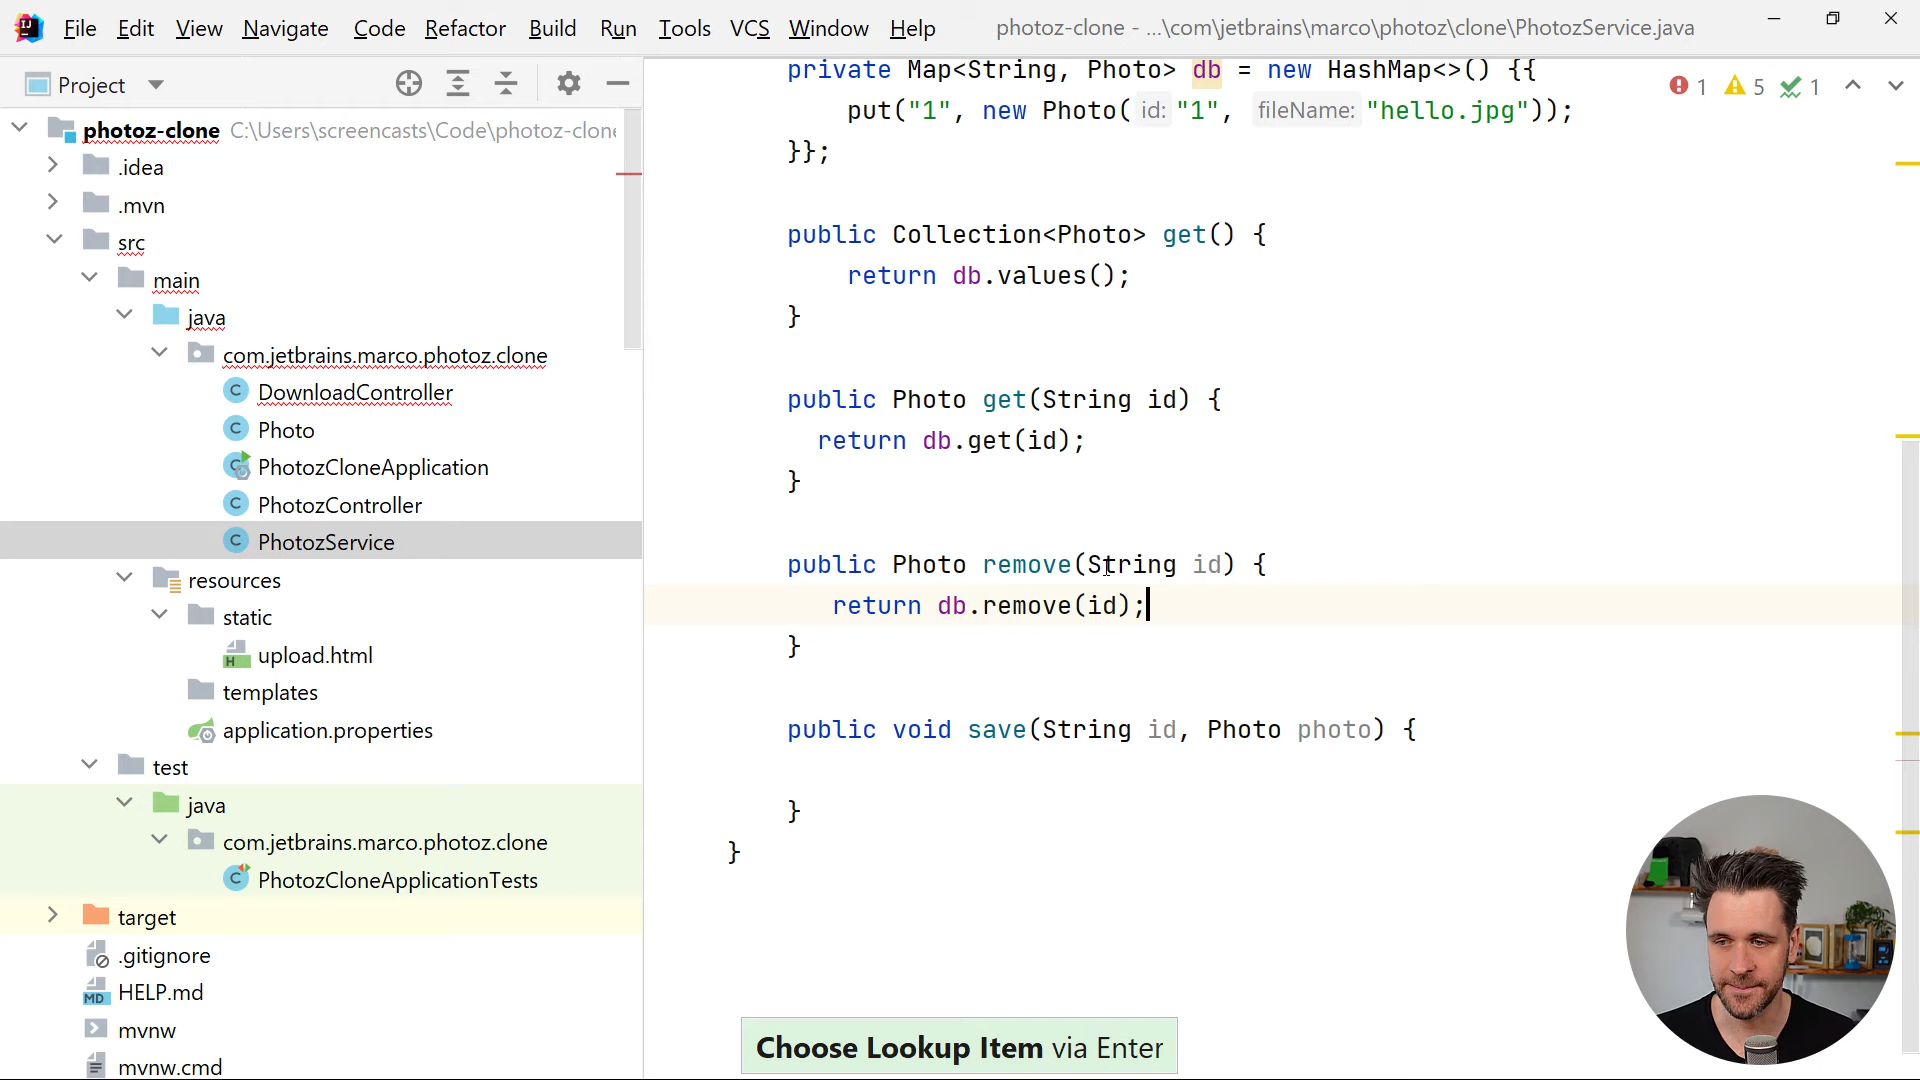 File Edit View Navigate Code Refactor Build Run Tools VCS Window Help photoz-clone - ...\com\jetbrains\marco\photoz\clone\PhotozService.java
Project
photoz-clone C:\Users\screencasts\Code\photoz-clone
.idea
.mvn
src
main
java
com.jetbrains.marco.photoz.clone
DownloadController
Photo
PhotozCloneApplication
PhotozController
PhotozService
resources
static
upload.html
templates
application.properties
test
java
com.jetbrains.marco.photoz.clone
PhotozCloneApplicationTests
target
.gitignore
HELP.md
mvnw
mvnw.cmd
private Map<String, Photo> db = new HashMap<>() {{
1 5 1
put("1", new Photo( id: "1", fileName: "hello.jpg"));
}};
public Collection<Photo> get() {
return db.values();
}
public Photo get(String id) {
return db.get(id);
}
public Photo remove(String id) {
return db.remove(id);
}
public void save(String id, Photo photo) {
}
}
Choose Lookup Item via Enter